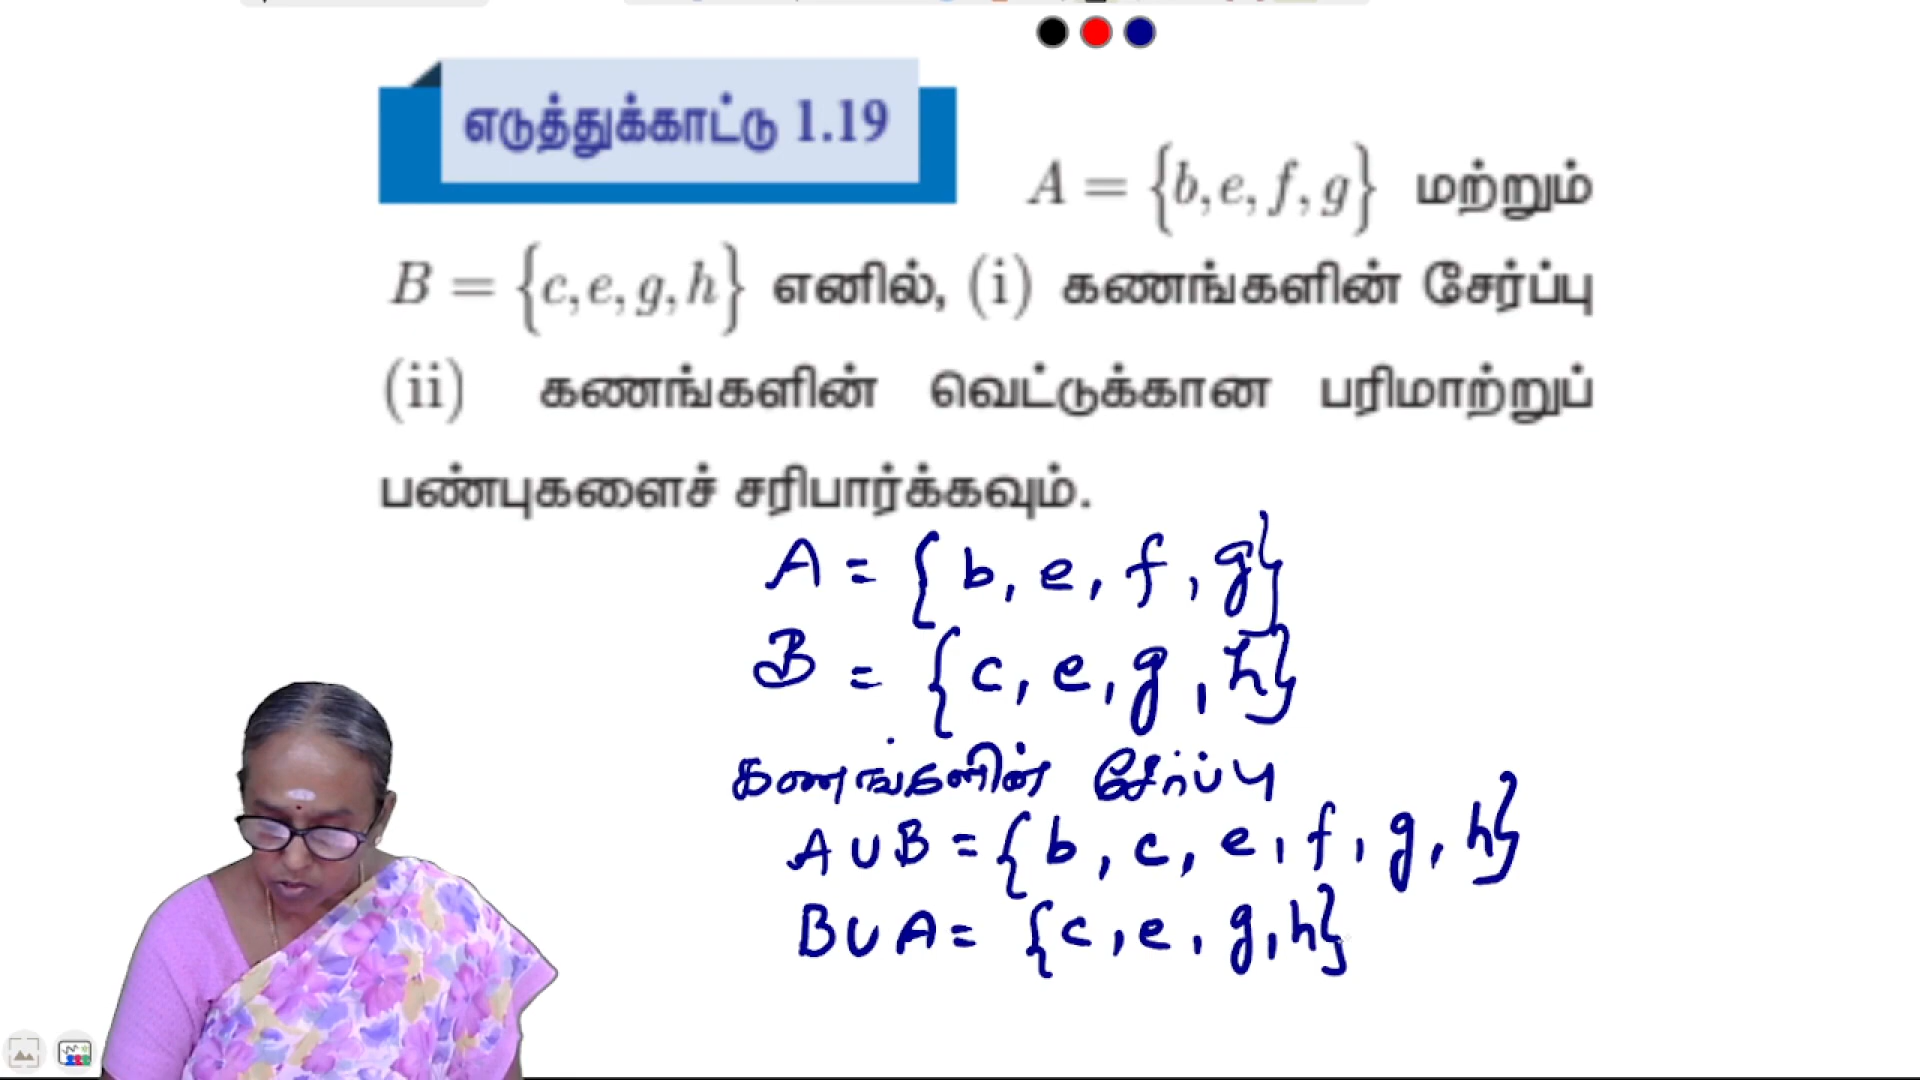 எடுத்துக்காட்டு 1.19
A = {b, e, f, g} மற்றும்
B = {c, e, g, h} எனில், (i) கணங்களின் சேர்ப்பு
(ii) கணங்களின் வெட்டுக்கான பரிமாற்றுப்
பண்புகளைச் சரிபார்க்கவும்.
A = { b, e, f, g}
B = {c, e, g, h}
கணங்களின் சேர்ப்பு
A ∪ B = {b, c, e, f, g, h}
B ∪ A = {c, e, g, h}